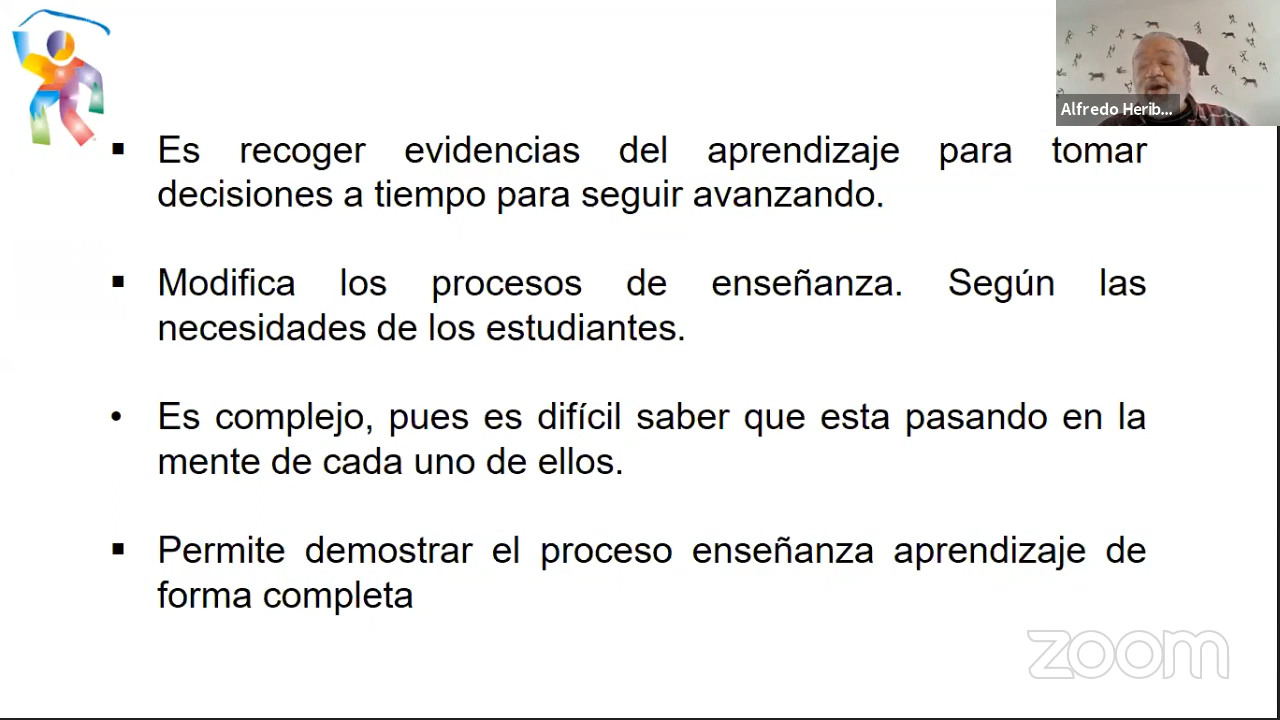 Alfredo Herib...
▪ Es recoger evidencias del aprendizaje para tomar
decisiones a tiempo para seguir avanzando.
▪ Modifica los procesos de enseñanza. Según las
necesidades de los estudiantes.
• Es complejo, pues es difícil saber que esta pasando en la
mente de cada uno de ellos.
▪ Permite demostrar el proceso enseñanza aprendizaje de
forma completa
zoom